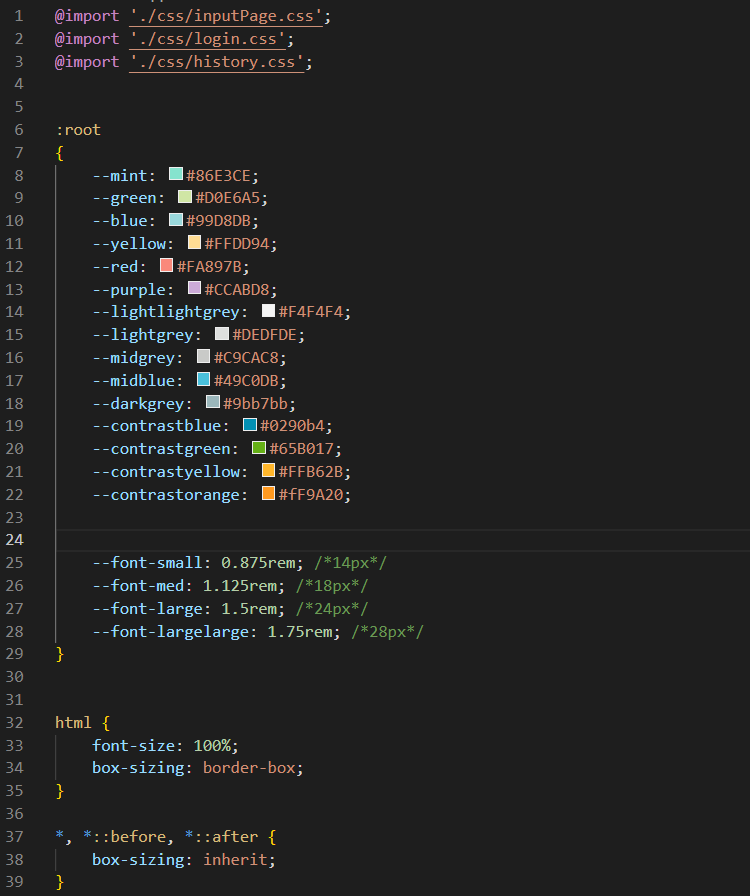 1 @import './css/inputPage.css';
2 @import './css/login.css';
3 @import './css/history.css';
4
5
6 :root
7 {
8 --mint: #86E3CE;
9 --green: #D0E6A5;
10 --blue: #99D8DB;
11 --yellow: #FFDD94;
12 --red: #FA897B;
13 --purple: #CCABD8;
14 --lightlightgrey: #F4F4F4;
15 --lightgrey: #DEDFDE;
16 --midgrey: #C9CAC8;
17 --midblue: #49C0DB;
18 --darkgrey: #9bb7bb;
19 --contrastblue: #0290b4;
20 --contrastgreen: #65B017;
21 --contrastyellow: #FFB62B;
22 --contrastorange: #fF9A20;
23
24
25 --font-small: 0.875rem; /*14px*/
26 --font-med: 1.125rem; /*18px*/
27 --font-large: 1.5rem; /*24px*/
28 --font-largelarge: 1.75rem; /*28px*/
29 }
30
31
32 html {
33 font-size: 100%;
34 box-sizing: border-box;
35 }
36
37 *, *::before, *::after {
38 box-sizing: inherit;
39 }